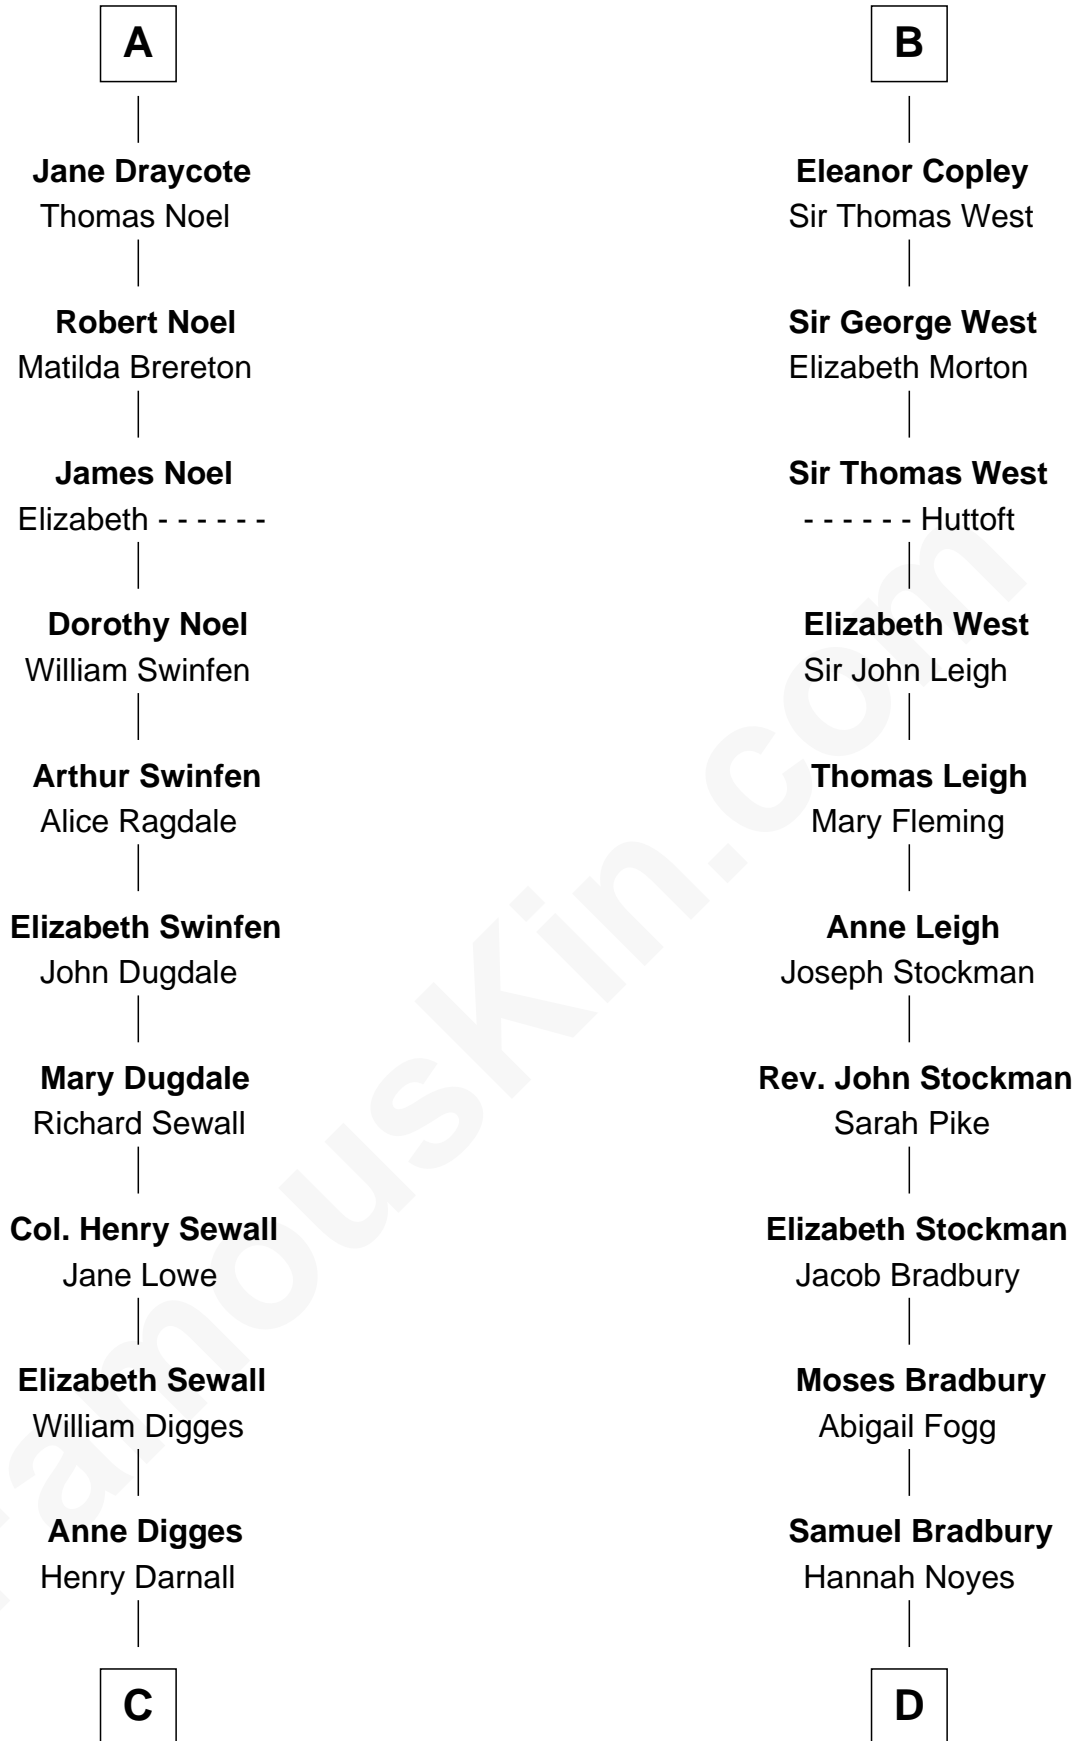 A
Jane Draycote
Thomas Noel
Robert Noel
Matilda Brereton
James Noel
Elizabeth - - - - - -
Dorothy Noel
William Swinfen
Arthur Swinfen
Alice Ragdale
Elizabeth Swinfen
John Dugdale
Mary Dugdale
Richard Sewall
Col. Henry Sewall
Jane Lowe
Elizabeth Sewall
William Digges
Anne Digges
Henry Darnall
C
B
Eleanor Copley
Sir Thomas West
Sir George West
Elizabeth Morton
Sir Thomas West
- - - - - - Huttoft
Elizabeth West
Sir John Leigh
Thomas Leigh
Mary Fleming
Anne Leigh
Joseph Stockman
Rev. John Stockman
Sarah Pike
Elizabeth Stockman
Jacob Bradbury
Moses Bradbury
Abigail Fogg
Samuel Bradbury
Hannah Noyes
D
FamousKin.com